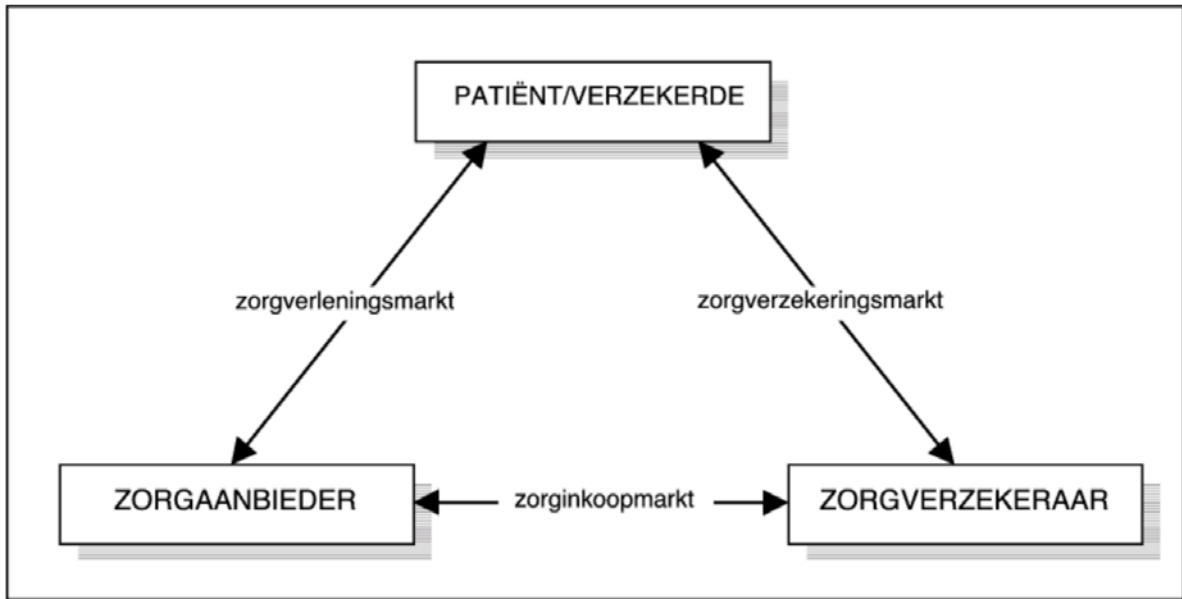 PATIËNT/VERZEKERDE
zorgverleningsmarkt
zorgverzekeringsmarkt
ZORGAANBIEDER
zorginkoopmarkt
ZORGVERZEKERAAR